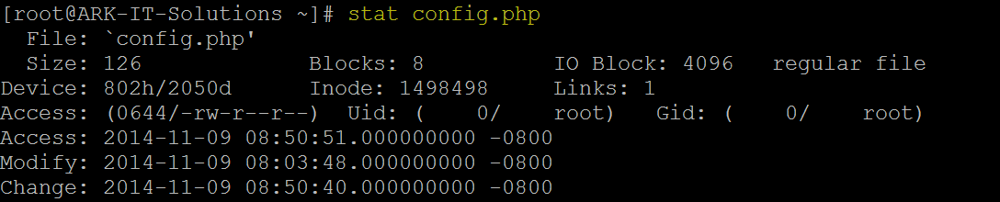 [root@ARK-IT-Solutions ~]# stat config.php
  File: `config.php'
  Size: 126             Blocks: 8          IO Block: 4096   regular file
Device: 802h/2050d      Inode: 1498498     Links: 1
Access: (0644/-rw-r--r--)  Uid: (    0/    root)   Gid: (    0/    root)
Access: 2014-11-09 08:50:51.000000000 -0800
Modify: 2014-11-09 08:03:48.000000000 -0800
Change: 2014-11-09 08:50:40.000000000 -0800